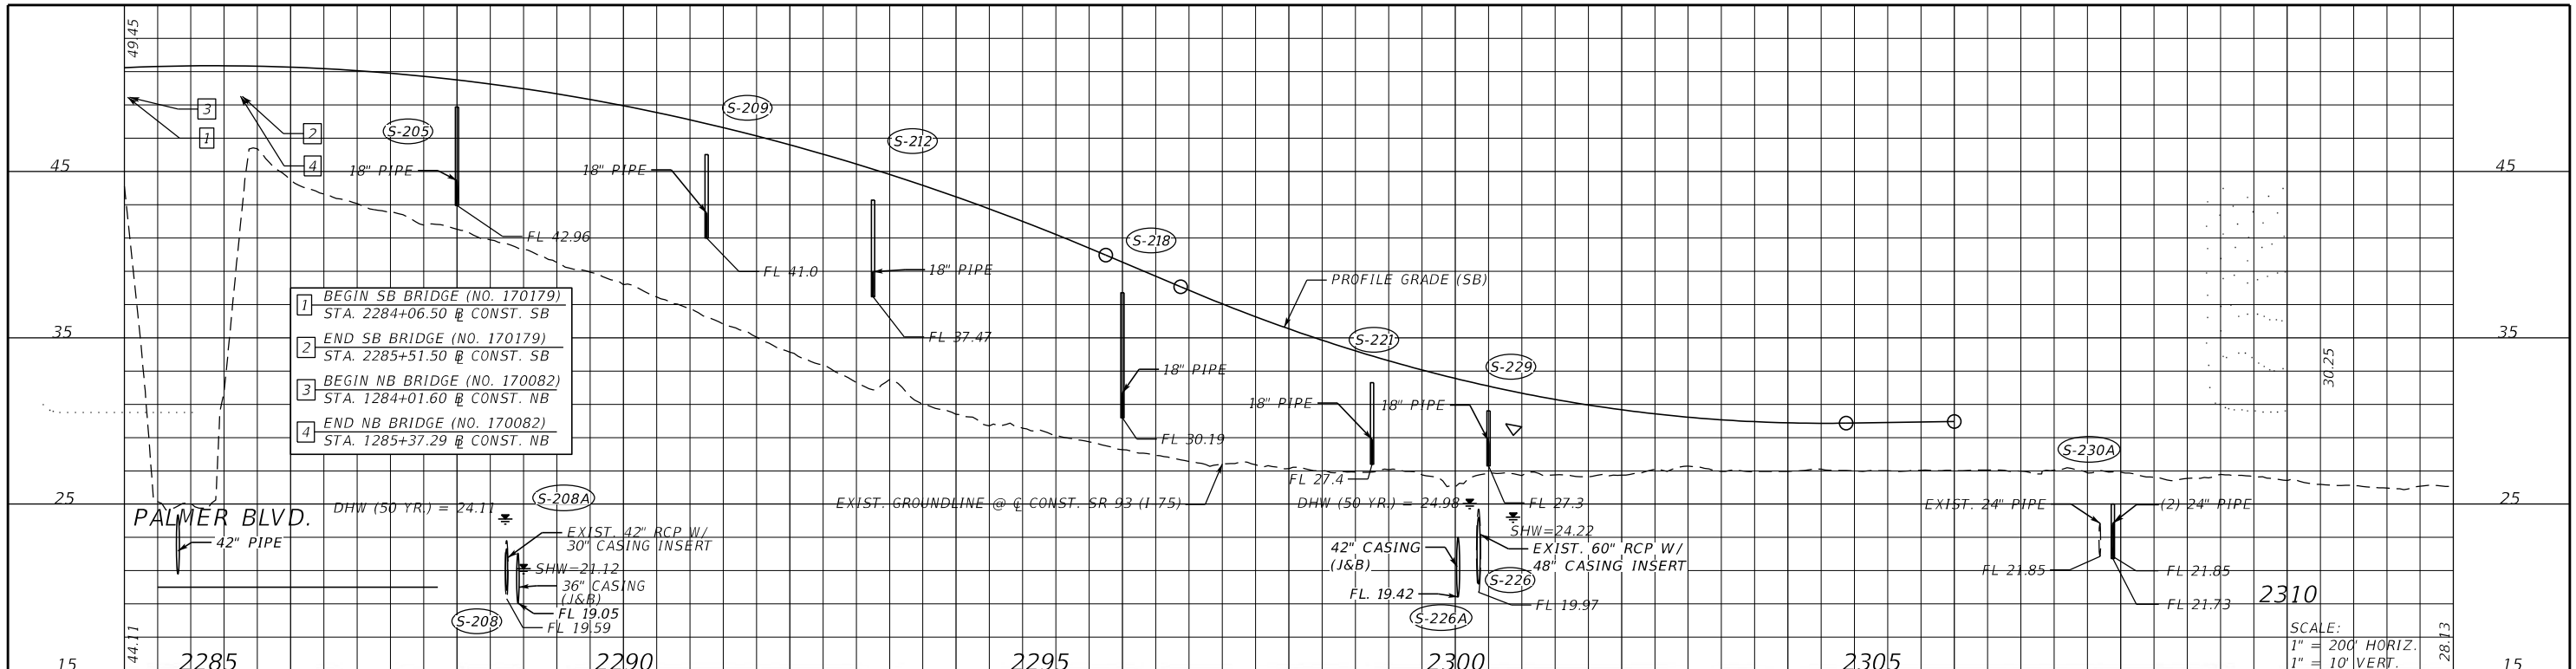 49.45
3
1
2
4
S-205
S-209
S-212
18" PIPE
18" PIPE
45
45
FL 42.96
FL 41.0
18" PIPE
S-218
PROFILE GRADE (SB)
1 BEGIN SB BRIDGE (NO. 170179)
STA. 2284+06.50 ℄ CONST. SB
2 END SB BRIDGE (NO. 170179)
STA. 2285+51.50 ℄ CONST. SB
3 BEGIN NB BRIDGE (NO. 170082)
STA. 1284+01.60 ℄ CONST. NB
4 END NB BRIDGE (NO. 170082)
STA. 1285+37.29 ℄ CONST. NB
35
35
FL 37.47
18" PIPE
S-221
S-229
30.25
18" PIPE
18" PIPE
FL 30.19
FL 27.4
S-230A
25
25
PALMER BLVD.
42" PIPE
DHW (50 YR.) = 24.11
S-208A
EXIST. 42" RCP W/
30" CASING INSERT
SHW=21.12
36" CASING
(J&B)
FL 19.05
FL 19.59
S-208
EXIST. GROUNDLINE @ ℄ CONST. SR 93 (I-75)
DHW (50 YR.) = 24.98
FL 27.3
SHW=24.22
42" CASING
(J&B)
EXIST. 60" RCP W/
48" CASING INSERT
S-226
FL. 19.42
FL 19.97
S-226A
EXIST. 24" PIPE
(2) 24" PIPE
FL 21.85
FL 21.85
FL 21.73
2310
SCALE:
1" = 200' HORIZ.
1" = 10' VERT.
44.11
28.13
15
2285
2290
2295
2300
2305
15